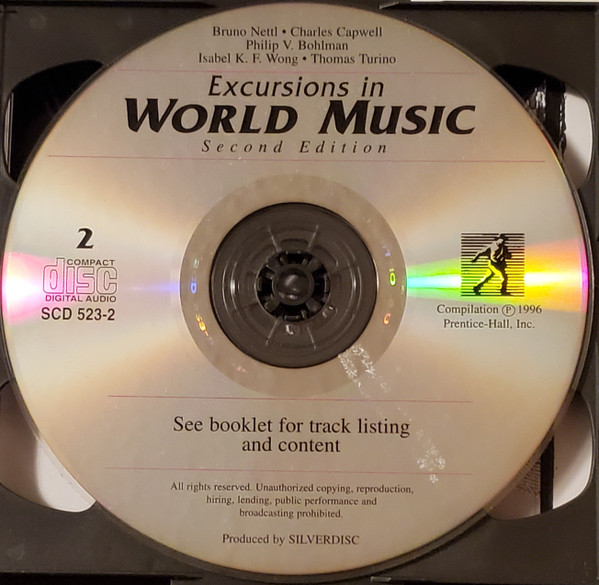 Bruno Nettl • Charles Capwell
Philip V. Bohlman
Isabel K. F. Wong • Thomas Turino
Excursions in
WORLD MUSIC
Second Edition
2
COMPACT
disc
DIGITAL AUDIO
SCD 523-2
Compilation Ⓟ 1996
Prentice-Hall, Inc.
See booklet for track listing
and content
All rights reserved. Unauthorized copying, reproduction,
hiring, lending, public performance and
broadcasting prohibited.
Produced by SILVERDISC